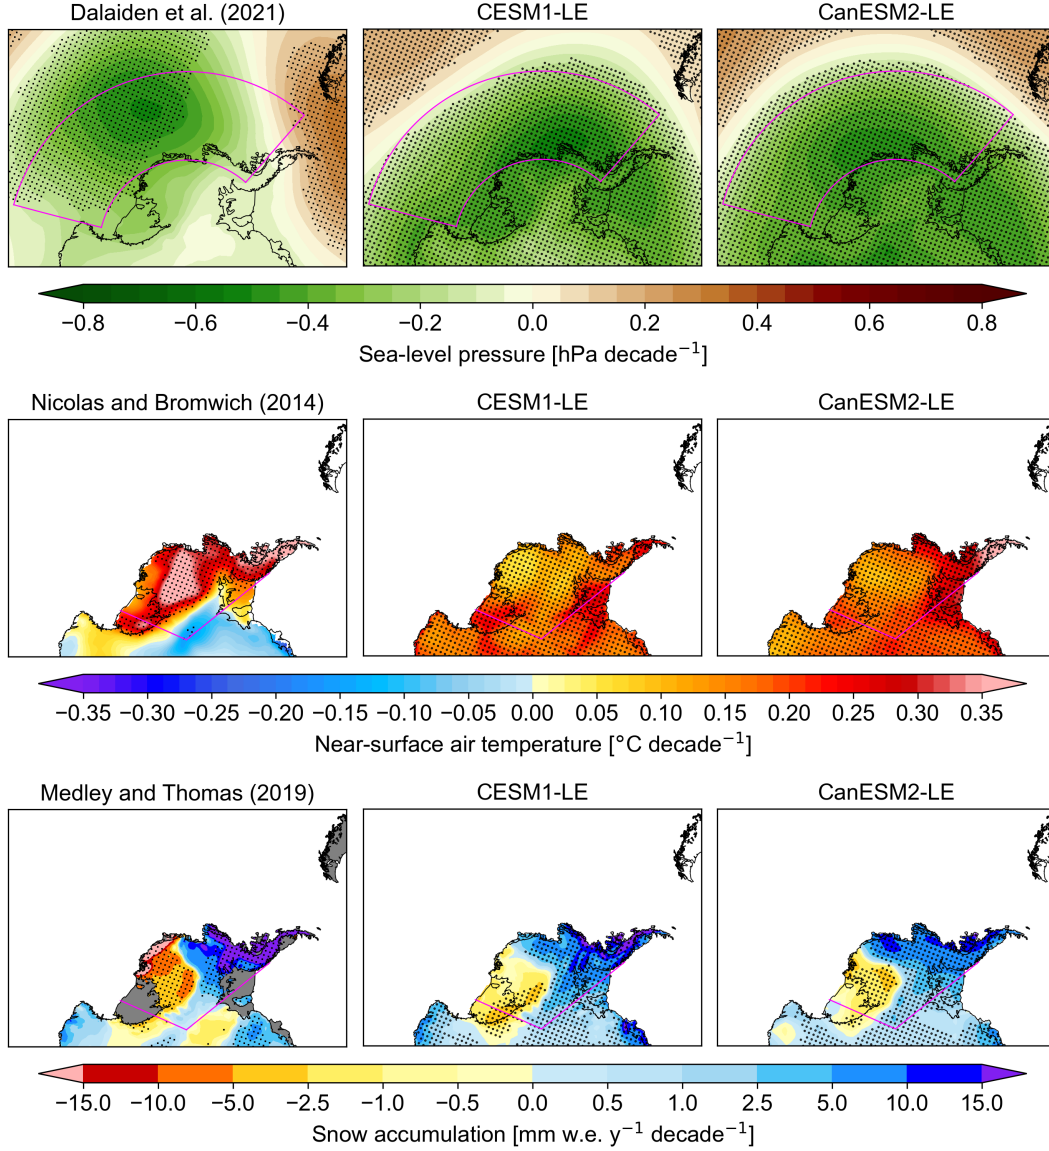 Dalaiden et al. (2021) CESM1-LE CanESM2-LE
−0.8 −0.6 −0.4 −0.2 0.0 0.2 0.4 0.6 0.8
Sea-level pressure [hPa decade⁻¹]
Nicolas and Bromwich (2014) CESM1-LE CanESM2-LE
−0.35 −0.30 −0.25 −0.20 −0.15 −0.10 −0.05 0.00 0.05 0.10 0.15 0.20 0.25 0.30 0.35
Near-surface air temperature [°C decade⁻¹]
Medley and Thomas (2019) CESM1-LE CanESM2-LE
−15.0 −10.0 −5.0 −2.5 −1.0 −0.5 0.0 0.5 1.0 2.5 5.0 10.0 15.0
Snow accumulation [mm w.e. y⁻¹ decade⁻¹]